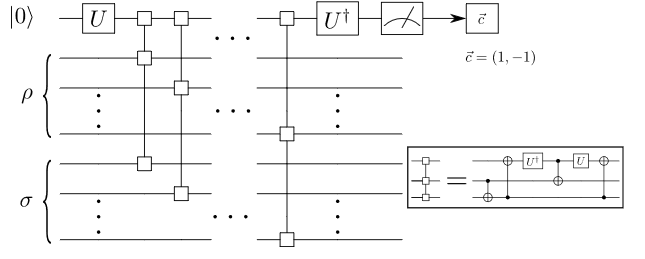 |0⟩ U ... U† c⃗
c⃗ = (1, −1)
ρ ...
= U† U
σ ...